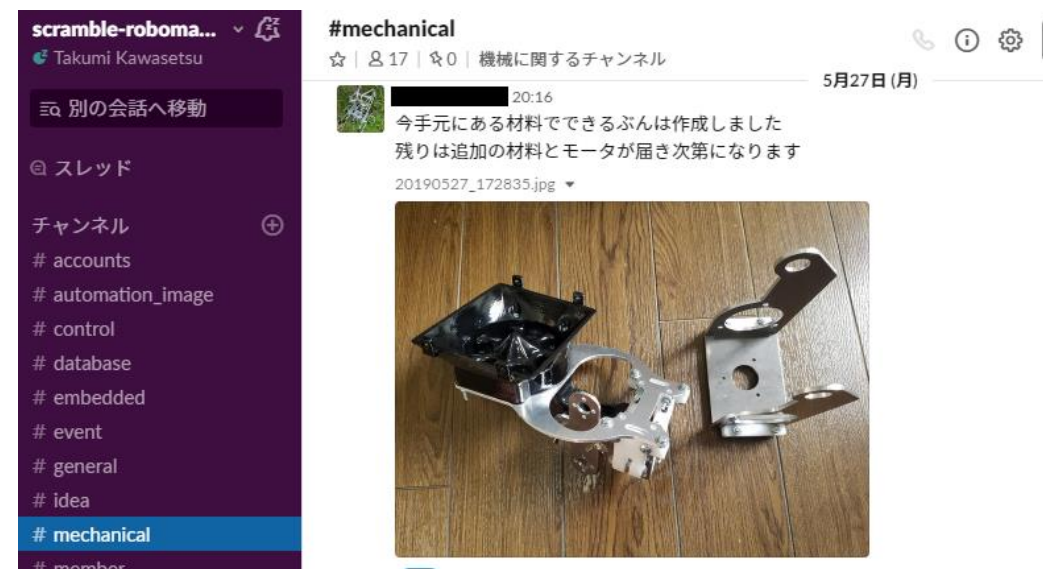 scramble-roboma...
Takumi Kawasetsu
別の会話へ移動
スレッド
チャンネル
# accounts
# automation_image
# control
# database
# embedded
# event
# general
# idea
# mechanical
# member
#mechanical
17 | 0 | 機械に関するチャンネル
5月27日 (月)
20:16
今手元にある材料でできるぶんは作成しました
残りは追加の材料とモータが届き次第になります
20190527_172835.jpg